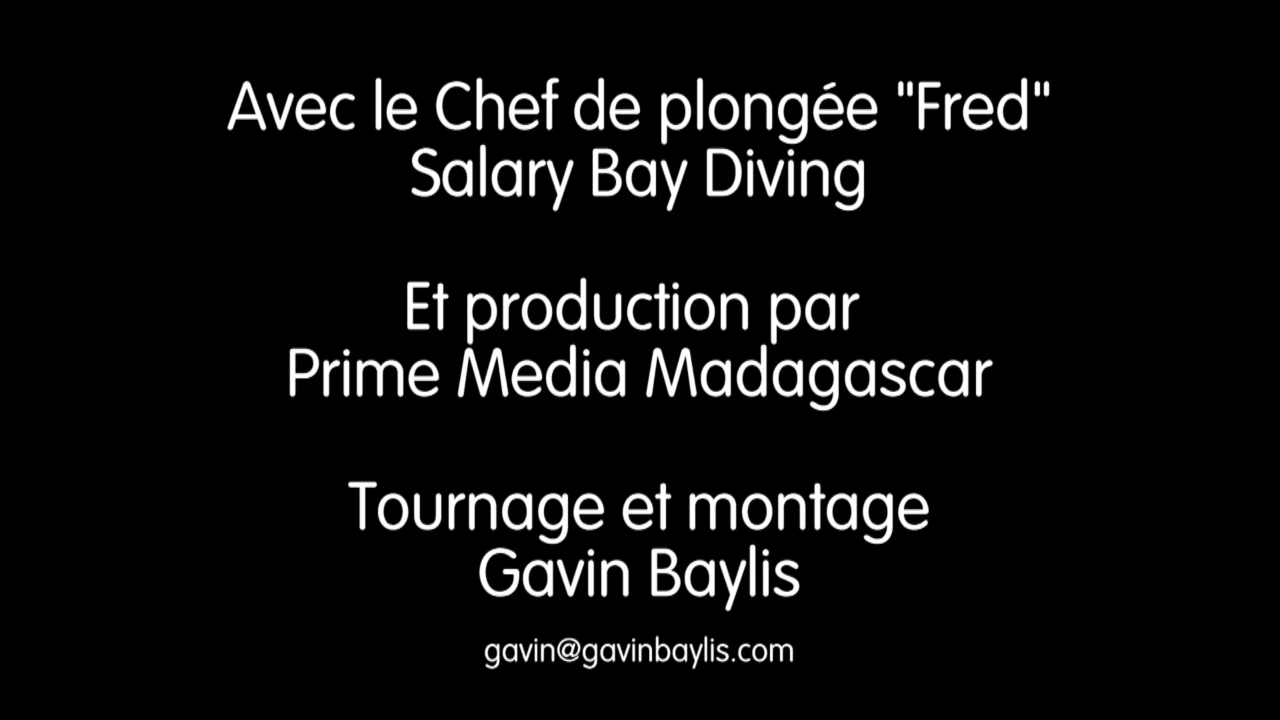 Avec le Chef de plongée "Fred"
Salary Bay Diving
Et production par
Prime Media Madagascar
Tournage et montage
Gavin Baylis
gavin@gavinbaylis.com